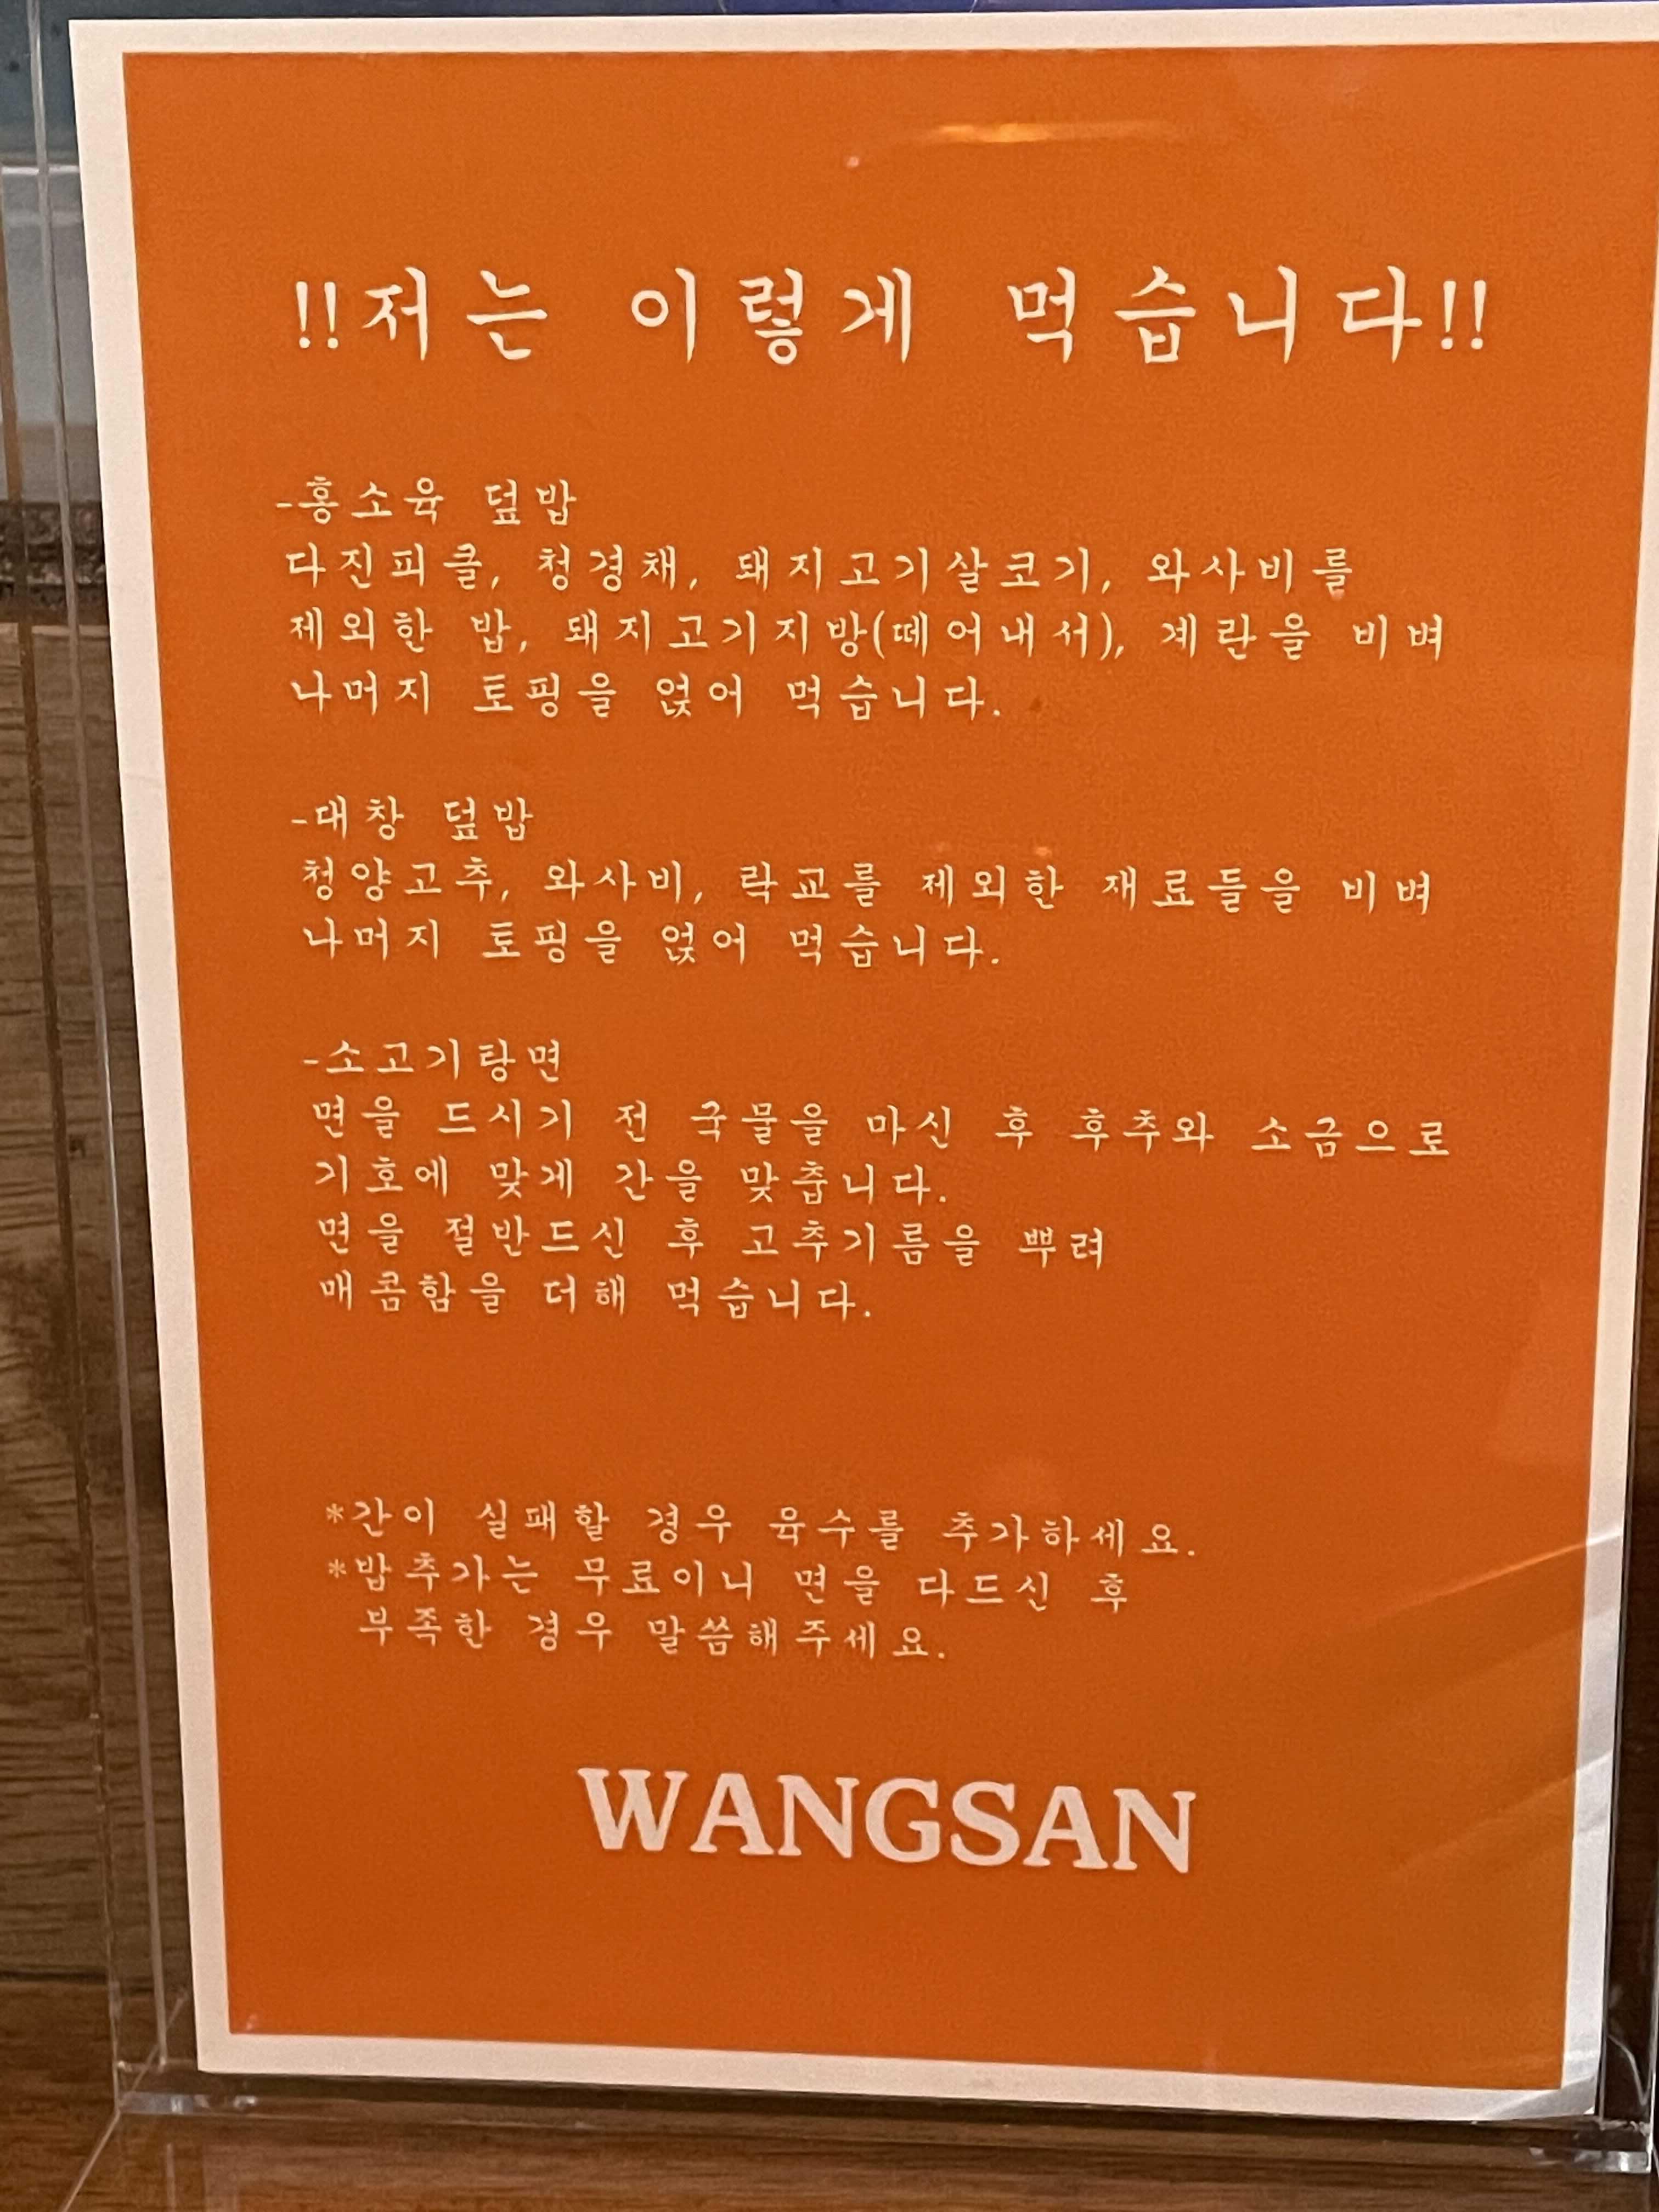 !!저는 이렇게 먹습니다!!
-홍소육 덮밥
다진피클, 청경채, 돼지고기살코기, 와사비를
제외한 밥, 돼지고기지방(떼어내서), 계란을 비벼
나머지 토핑을 얹어 먹습니다.
-대창 덮밥
청양고추, 와사비, 락교를 제외한 재료들을 비벼
나머지 토핑을 얹어 먹습니다.
-소고기탕면
면을 드시기 전 국물을 마신 후 후추와 소금으로
기호에 맞게 간을 맞춥니다.
면을 절반드신 후 고추기름을 뿌려
매콤함을 더해 먹습니다.
*간이 실패할 경우 육수를 추가하세요.
*밥추가는 무료이니 면을 다드신 후
부족한 경우 말씀해주세요.
WANGSAN